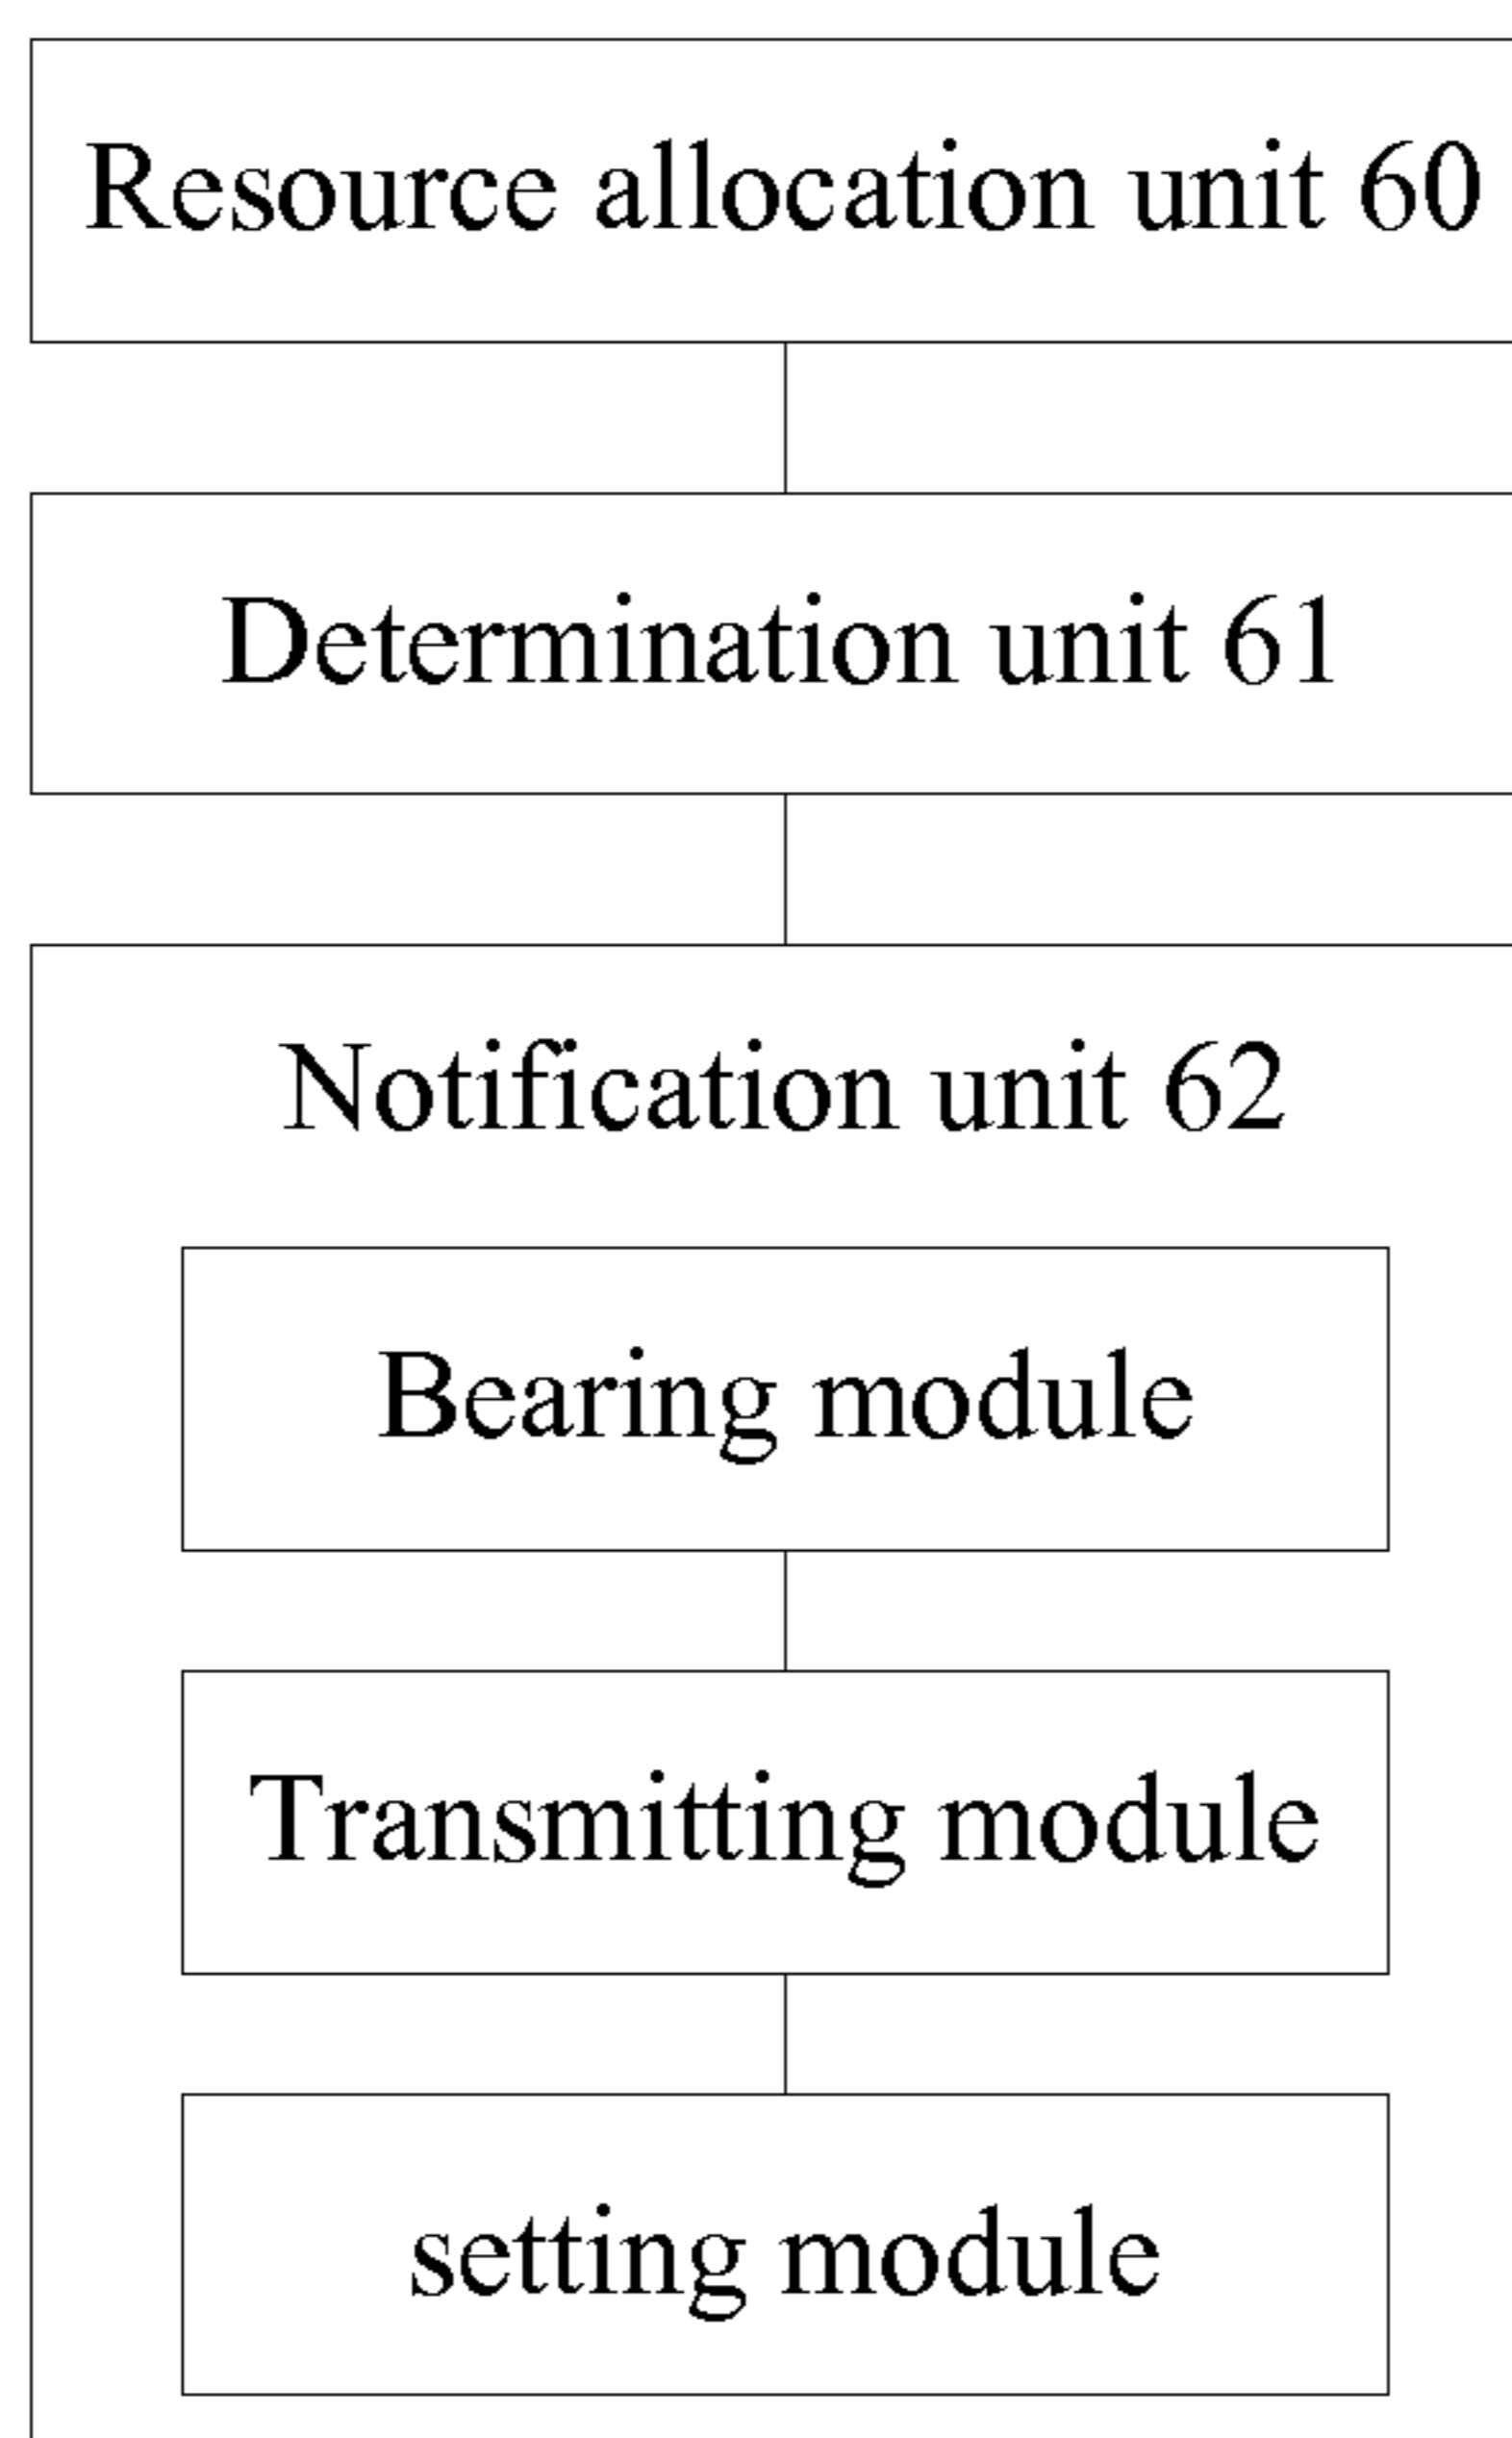 Resource allocation unit 60
Determination unit 61
Notification unit 62
Bearing module
Transmitting module
setting module